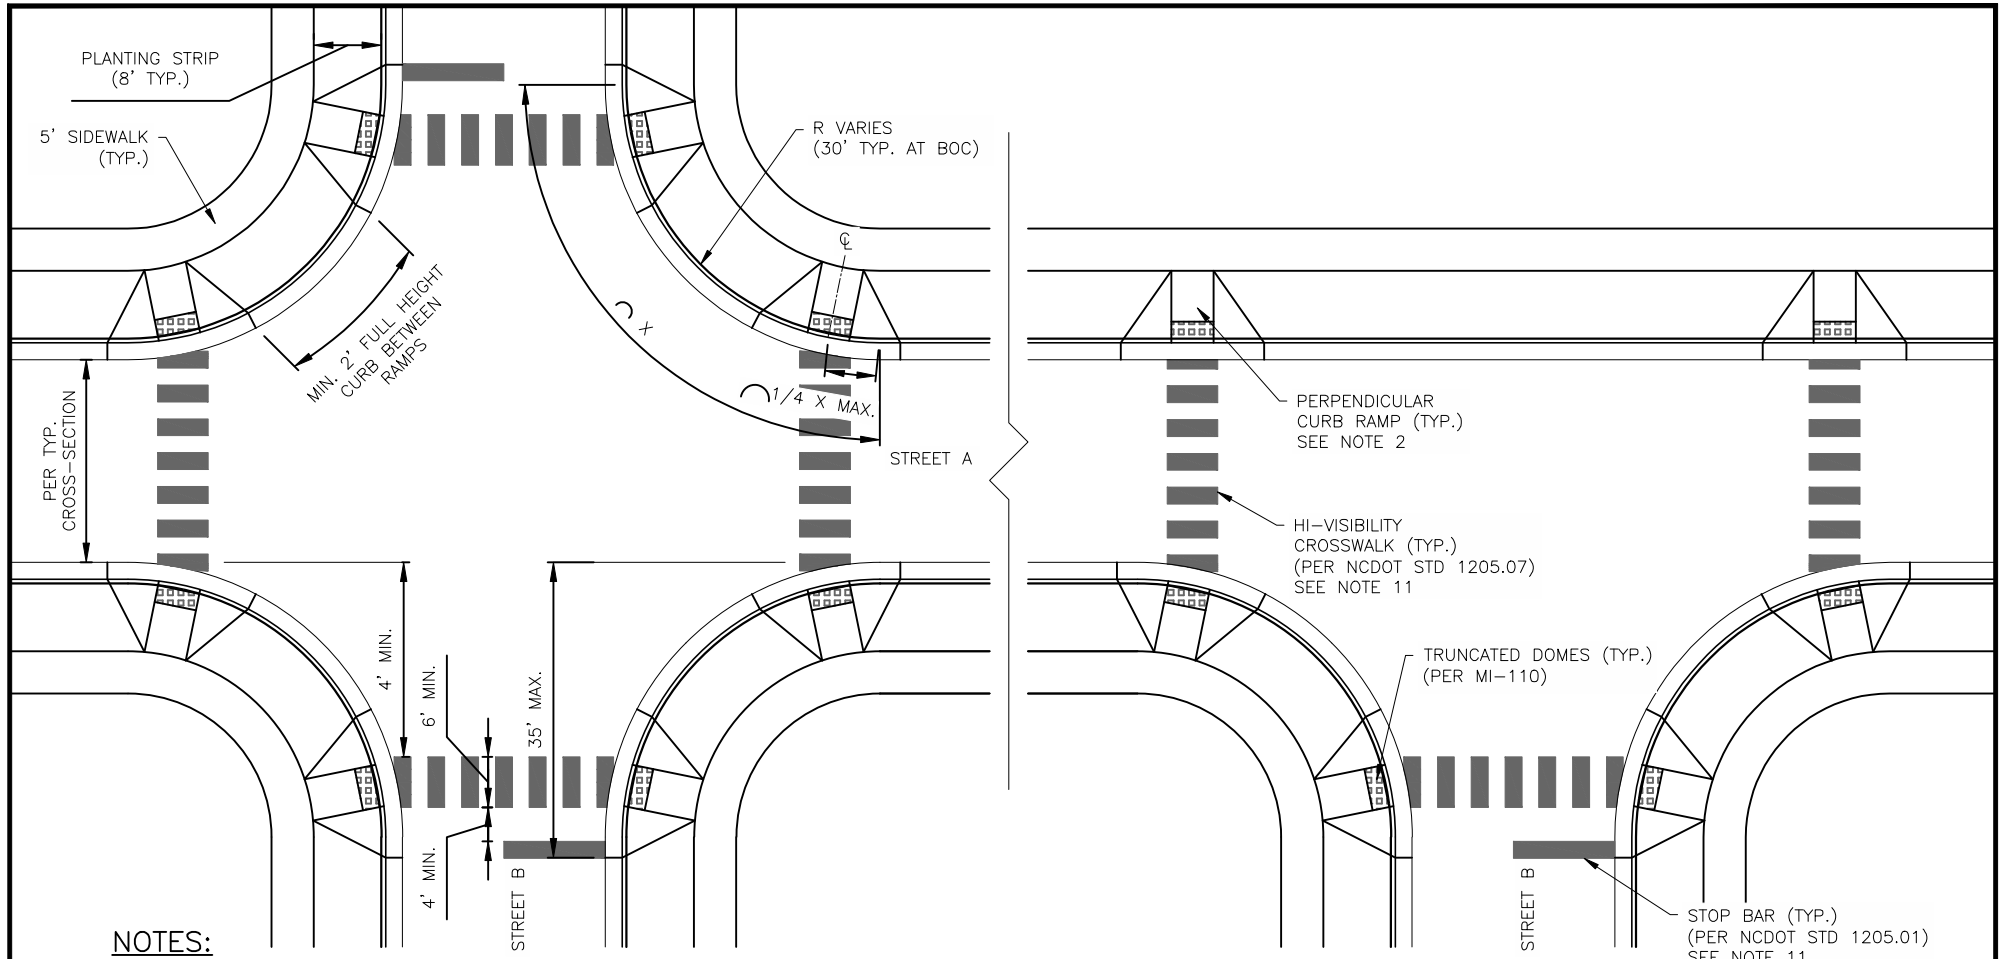 PLANTING STRIP
(8' TYP.)
5' SIDEWALK
(TYP.)
R VARIES
(30' TYP. AT BOC)
℄
MIN. 2' FULL HEIGHT
CURB BETWEEN
RAMPS
X
1/4 X MAX.
STREET A
PER TYP.
CROSS-SECTION
PERPENDICULAR
CURB RAMP (TYP.)
SEE NOTE 2
HI-VISIBILITY
CROSSWALK (TYP.)
(PER NCDOT STD 1205.07)
SEE NOTE 11
4' MIN.
6' MIN.
35' MAX.
4' MIN.
TRUNCATED DOMES (TYP.)
(PER MI-110)
STREET B
STREET B
STOP BAR (TYP.)
(PER NCDOT STD 1205.01)
SEE NOTE 11
NOTES: